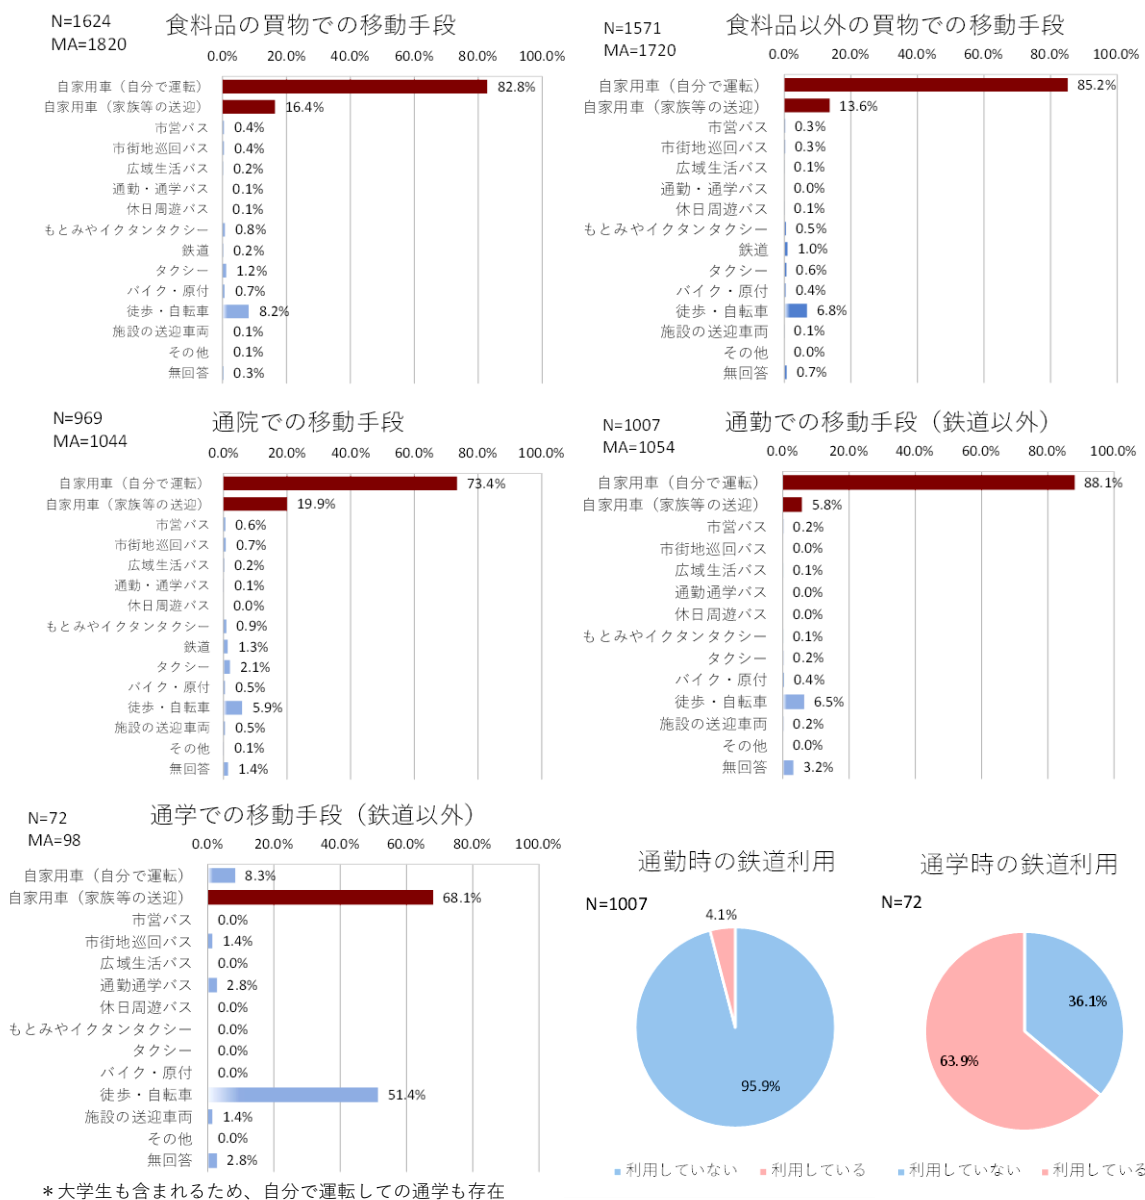 N=1624
MA=1820
食料品の買物での移動手段
0.0% 20.0% 40.0% 60.0% 80.0% 100.0%
自家用車（自分で運転） 82.8%
自家用車（家族等の送迎） 16.4%
市営バス 0.4%
市街地巡回バス 0.4%
広域生活バス 0.2%
通勤・通学バス 0.1%
休日周遊バス 0.1%
もとみやイクタンタクシー 0.8%
鉄道 0.2%
タクシー 1.2%
バイク・原付 0.7%
徒歩・自転車 8.2%
施設の送迎車両 0.1%
その他 0.1%
無回答 0.3%
N=1571
MA=1720
食料品以外の買物での移動手段
0.0% 20.0% 40.0% 60.0% 80.0% 100.0%
自家用車（自分で運転） 85.2%
自家用車（家族等の送迎） 13.6%
市営バス 0.3%
市街地巡回バス 0.3%
広域生活バス 0.1%
通勤・通学バス 0.0%
休日周遊バス 0.1%
もとみやイクタンタクシー 0.5%
鉄道 1.0%
タクシー 0.6%
バイク・原付 0.4%
徒歩・自転車 6.8%
施設の送迎車両 0.1%
その他 0.0%
無回答 0.7%
N=969
MA=1044
通院での移動手段
0.0% 20.0% 40.0% 60.0% 80.0% 100.0%
自家用車（自分で運転） 73.4%
自家用車（家族等の送迎） 19.9%
市営バス 0.6%
市街地巡回バス 0.7%
広域生活バス 0.2%
通勤・通学バス 0.1%
休日周遊バス 0.0%
もとみやイクタンタクシー 0.9%
鉄道 1.3%
タクシー 2.1%
バイク・原付 0.5%
徒歩・自転車 5.9%
施設の送迎車両 0.5%
その他 0.1%
無回答 1.4%
N=1007
MA=1054
通勤での移動手段（鉄道以外）
0.0% 20.0% 40.0% 60.0% 80.0% 100.0%
自家用車（自分で運転） 88.1%
自家用車（家族等の送迎） 5.8%
市営バス 0.2%
市街地巡回バス 0.0%
広域生活バス 0.1%
通勤通学バス 0.0%
休日周遊バス 0.0%
もとみやイクタンタクシー 0.1%
タクシー 0.2%
バイク・原付 0.4%
徒歩・自転車 6.5%
施設の送迎車両 0.2%
その他 0.0%
無回答 3.2%
N=72
MA=98
通学での移動手段（鉄道以外）
0.0% 20.0% 40.0% 60.0% 80.0% 100.0%
自家用車（自分で運転） 8.3%
自家用車（家族等の送迎） 68.1%
市営バス 0.0%
市街地巡回バス 1.4%
広域生活バス 0.0%
通勤通学バス 2.8%
休日周遊バス 0.0%
もとみやイクタンタクシー 0.0%
タクシー 0.0%
バイク・原付 0.0%
徒歩・自転車 51.4%
施設の送迎車両 1.4%
その他 0.0%
無回答 2.8%
＊大学生も含まれるため、自分で運転しての通学も存在
通勤時の鉄道利用
N=1007
4.1%
95.9%
利用していない 利用している
通学時の鉄道利用
N=72
36.1%
63.9%
利用していない 利用している